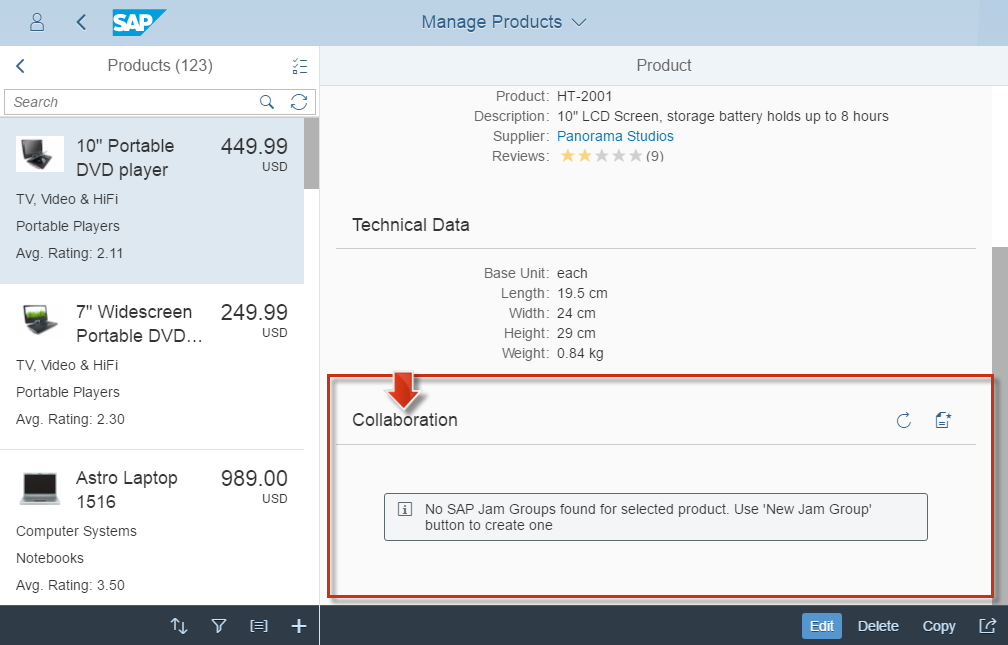 SAP
Manage Products
Products (123)
Search
10" Portable
DVD player
449.99
USD
TV, Video & HiFi
Portable Players
Avg. Rating: 2.11
7" Widescreen
Portable DVD...
249.99
USD
TV, Video & HiFi
Portable Players
Avg. Rating: 2.30
Astro Laptop
1516
989.00
USD
Computer Systems
Notebooks
Avg. Rating: 3.50
Product
Product: HT-2001
Description: 10" LCD Screen, storage battery holds up to 8 hours
Supplier: Panorama Studios
Reviews: (9)
Technical Data
Base Unit: each
Length: 19.5 cm
Width: 24 cm
Height: 29 cm
Weight: 0.84 kg
Collaboration
No SAP Jam Groups found for selected product. Use 'New Jam Group'
button to create one
Edit Delete Copy